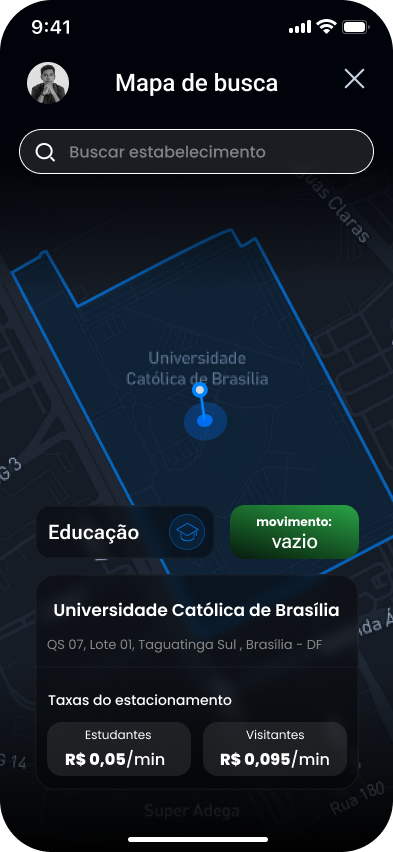 9:41
Mapa de busca
Buscar estabelecimento
uas Claras
Universidade
Católica de Brasília
G 3
Educação
movimento:
vazio
Universidade Católica de Brasília
QS 07, Lote 01, Taguatinga Sul , Brasília - DF
nida Á
Taxas do estacionamento
Estudantes
Visitantes
R$ 0,05/min
R$ 0,095/min
G 14
Rua 180
Super Adega